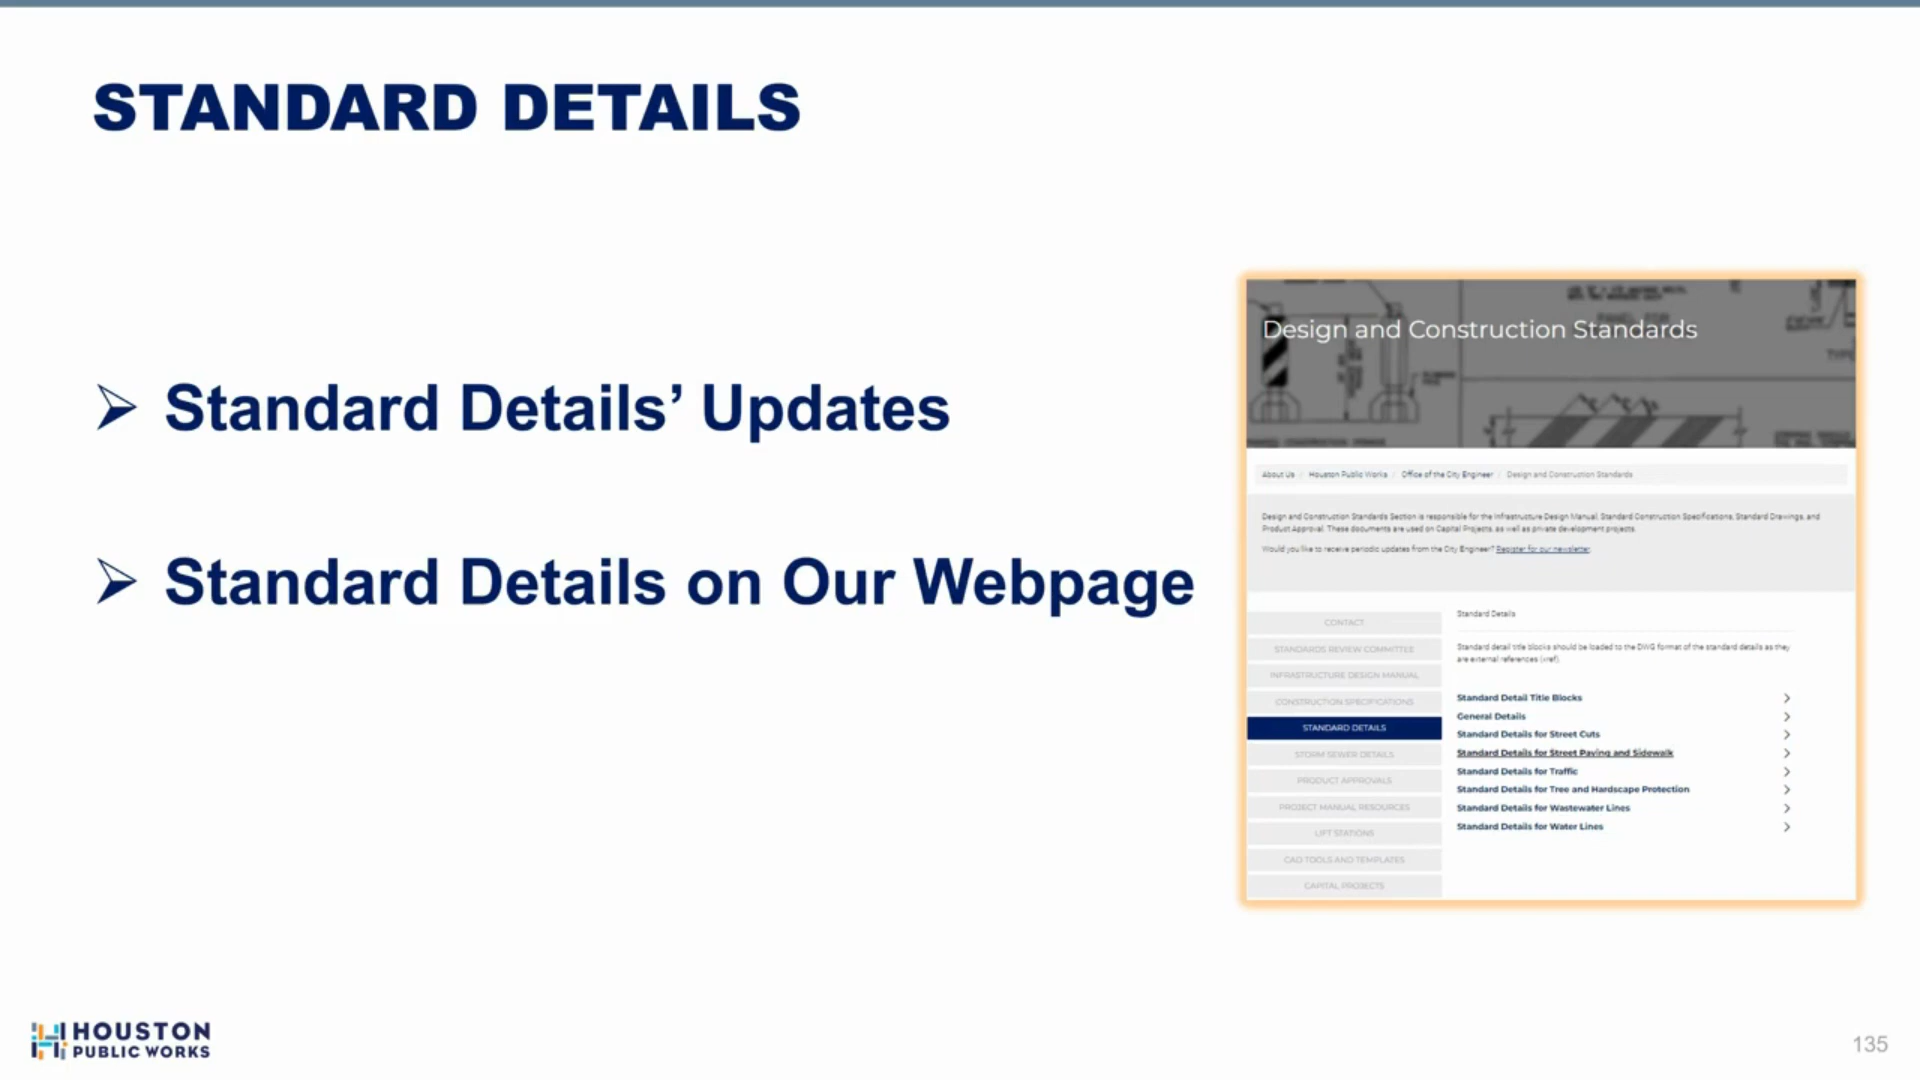 STANDARD DETAILS
➢ Standard Details’ Updates
➢ Standard Details on Our Webpage
Design and Construction Standards
About Us / Houston Public Works / Office of the City Engineer / Design and Construction Standards
Design and Construction Standards Section is responsible for the Infrastructure Design Manual, Standard Construction Specifications, Standard Drawings, and
Product Approval. These documents are used on Capital Projects, as well as private development projects.
Would you like to receive periodic updates from the City Engineer? Register for our newsletter.
CONTACT
STANDARDS REVIEW COMMITTEE
INFRASTRUCTURE DESIGN MANUAL
CONSTRUCTION SPECIFICATIONS
STANDARD DETAILS
STORM SEWER DETAILS
PRODUCT APPROVALS
PROJECT MANUAL RESOURCES
LIFT STATIONS
CAD TOOLS AND TEMPLATES
CAPITAL PROJECTS
Standard Details
Standard detail title blocks should be loaded to the DWG format of the standard details as they
are external references (xref).
Standard Detail Title Blocks
General Details
Standard Details for Street Cuts
Standard Details for Street Paving and Sidewalk
Standard Details for Traffic
Standard Details for Tree and Hardscape Protection
Standard Details for Wastewater Lines
Standard Details for Water Lines
HOUSTON
PUBLIC WORKS
135